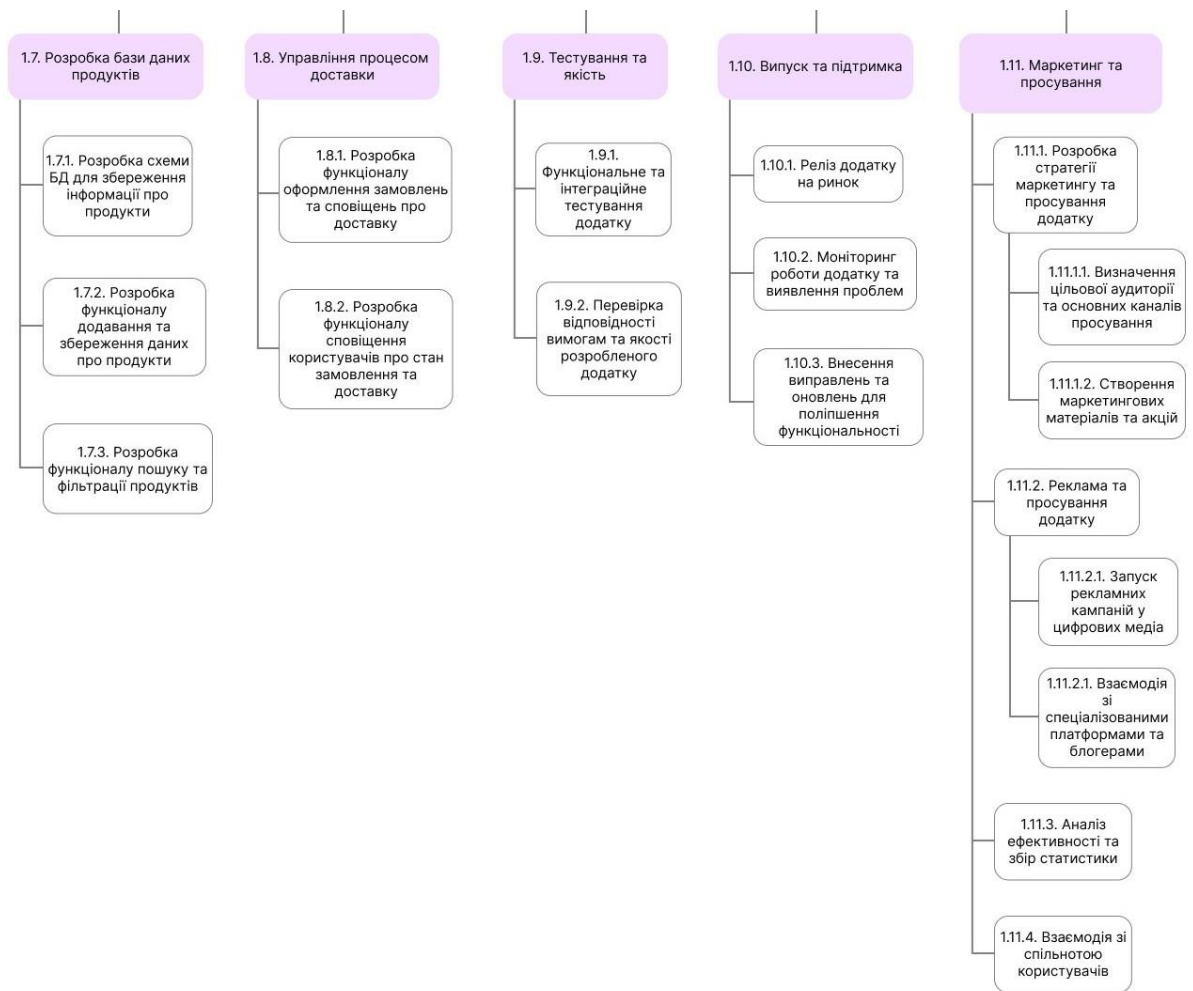 1.7. Розробка бази даних
продуктів
1.7.1. Розробка схеми
БД для збереження
інформації про
продукти
1.7.2. Розробка
функціоналу
додавання та
збереження даних
про продукти
1.7.3. Розробка
функціоналу пошуку та
фільтрації продуктів
1.8. Управління процесом
доставки
1.8.1. Розробка
функціоналу
оформлення замовлень
та сповіщень про
доставку
1.8.2. Розробка
функціоналу
сповіщення
користувачів про стан
замовлення та
доставку
1.9. Тестування та
якість
1.9.1.
Функціональне та
інтеграційне
тестування
додатку
1.9.2. Перевірка
відповідності
вимогам та якості
розробленого
додатку
1.10. Випуск та підтримка
1.10.1. Реліз додатку
на ринок
1.10.2. Моніторинг
роботи додатку та
виявлення проблем
1.10.3. Внесення
виправлень та
оновлень для
поліпшення
функціональності
1.11. Маркетинг та
просування
1.11.1. Розробка
стратегії
маркетингу та
просування
додатку
1.11.1.1. Визначення
цільової аудиторії
та основних каналів
просування
1.11.1.2. Створення
маркетингових
матеріалів та акцій
1.11.2. Реклама та
просування
додатку
1.11.2.1. Запуск
рекламних
кампаній у
цифрових медіа
1.11.2.1. Взаємодія
зі
спеціалізованими
платформами та
блогерами
1.11.3. Аналіз
ефективності та
збір статистики
1.11.4. Взаємодія зі
спільнотою
користувачів